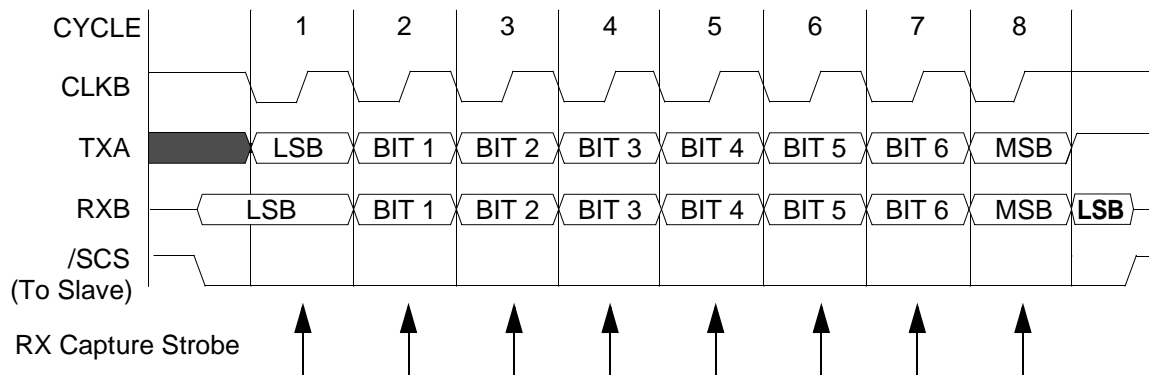 CYCLE 1 2 3 4 5 6 7 8
CLKB
TXA LSB BIT 1 BIT 2 BIT 3 BIT 4 BIT 5 BIT 6 MSB
RXB LSB BIT 1 BIT 2 BIT 3 BIT 4 BIT 5 BIT 6 MSB LSB
/SCS
(To Slave)
RX Capture Strobe